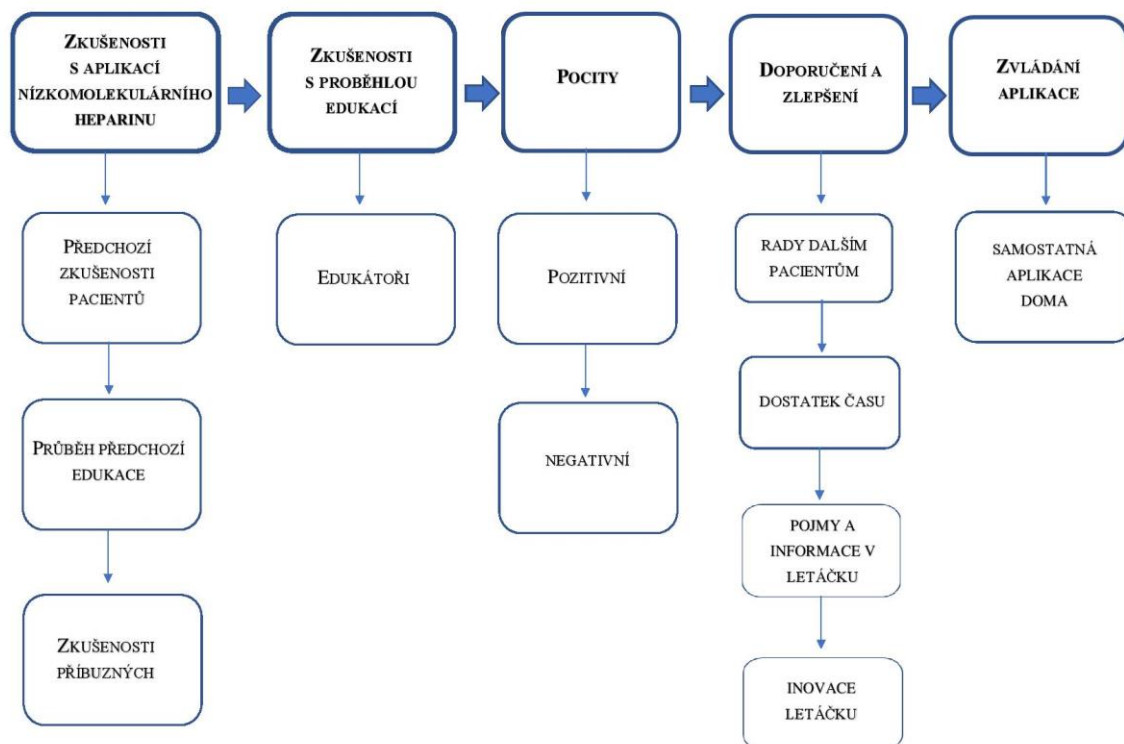 ZKUŠENOSTI
S APLIKACÍ
NÍZKOMOLEKULÁRNÍHO
HEPARINU
ZKUŠENOSTI
S PROBĚHLOU
EDUKACÍ
POCITY
DOPORUČENÍ A
ZLEPŠENÍ
ZVLÁDÁNÍ
APLIKACE
PŘEDCHOZÍ
ZKUŠENOSTI
PACIENTŮ
EDUKÁTOŘI
POZITIVNÍ
RADY DALŠÍM
PACIENTŮM
SAMOSTATNÁ
APLIKACE
DOMA
PRŮBĚH PŘEDCHOZÍ
EDUKACE
NEGATIVNÍ
DOSTATEK ČASU
POJMY A
INFORMACE V
LETÁČKU
ZKUŠENOSTI
PŘÍBUZNÝCH
INOVACE
LETÁČKU